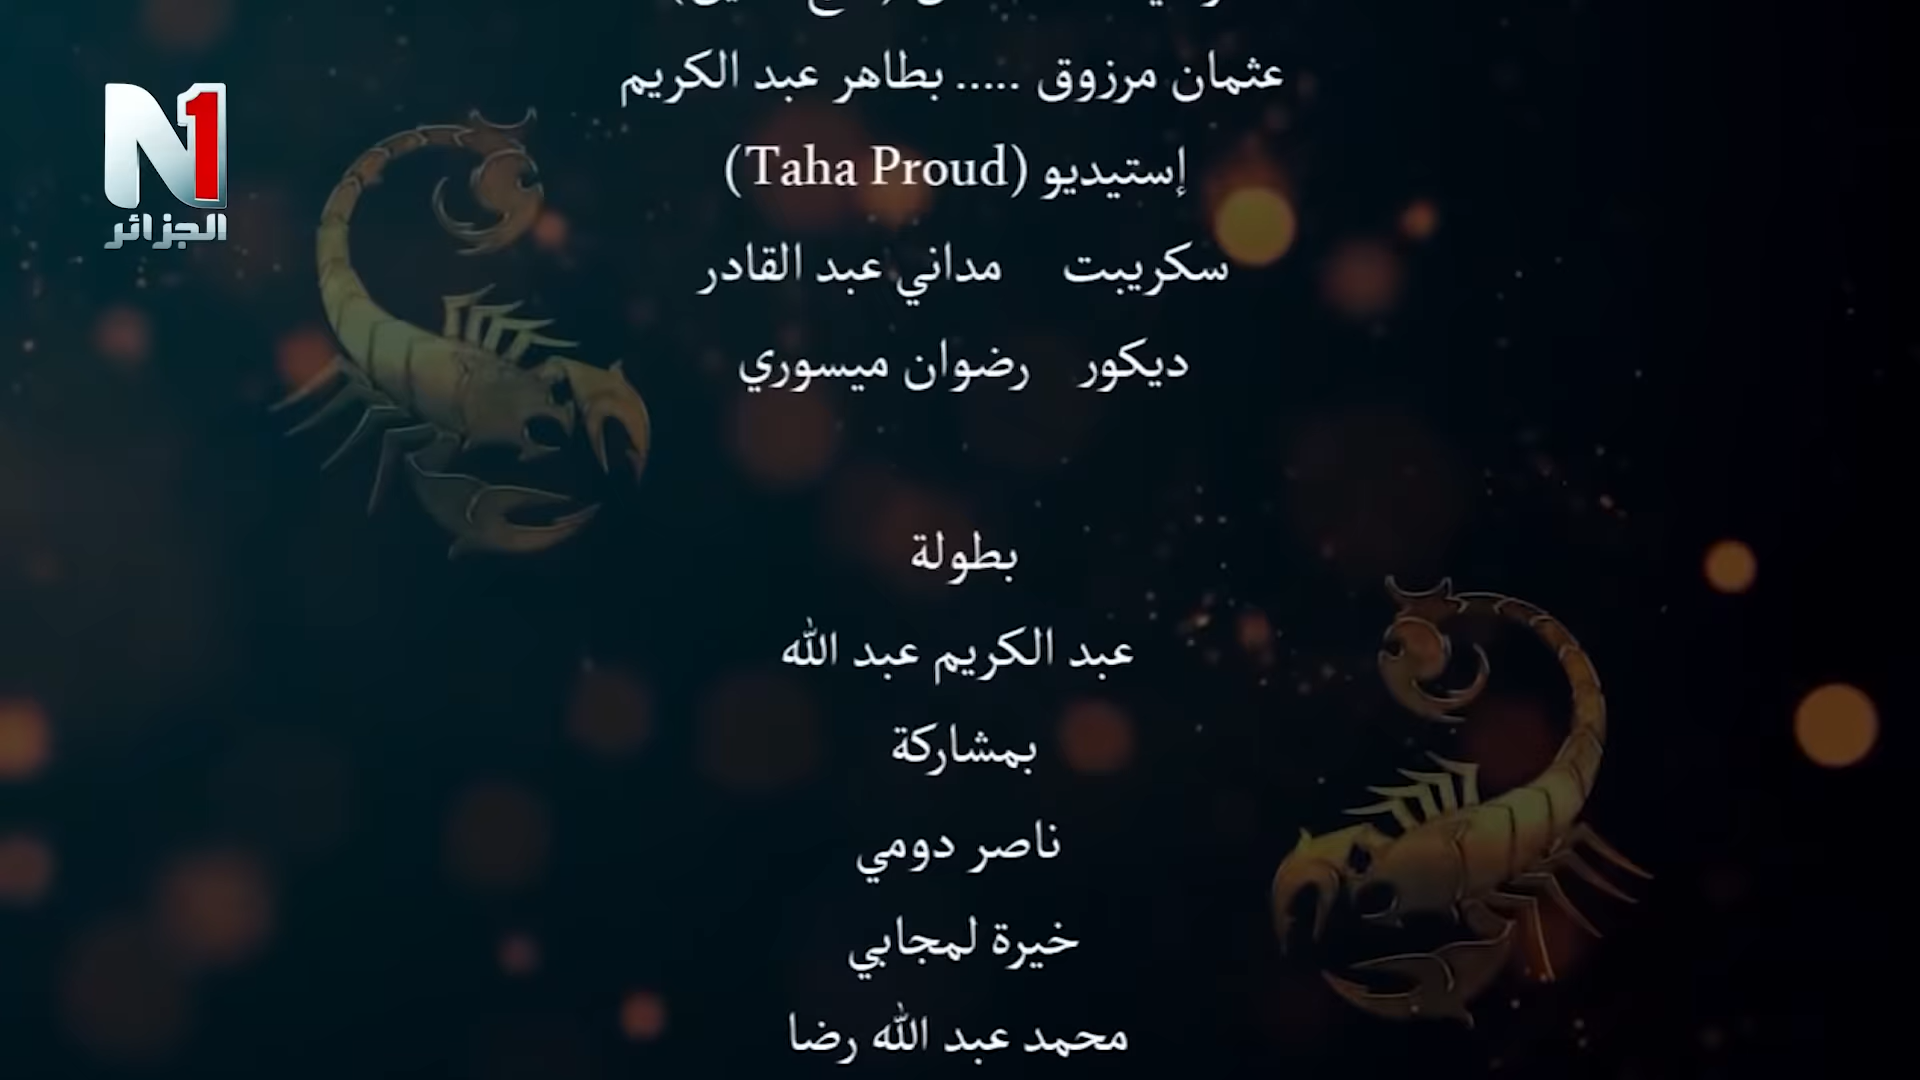 عثمان مرزوق ..... بطاهر عبد الكريم
N1
الجزائر
إستيديو (Taha Proud)
سكريبت مداني عبد القادر
ديكور رضوان ميسوري
بطولة
عبد الكريم عبد الله
بمشاركة
ناصر دومي
خيرة لمجابي
محمد عبد الله رضا